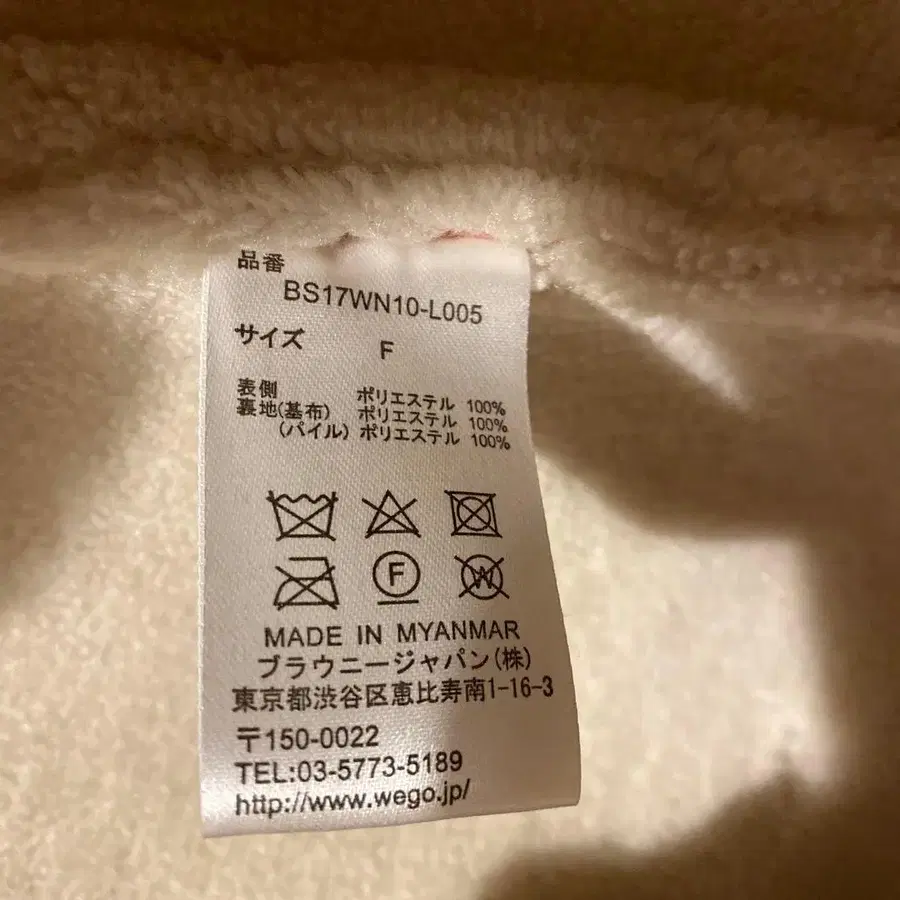 品番
BS17WN10-L005
サイズ F
表側 ポリエステル 100%
裏地(基布) ポリエステル 100%
(パイル) ポリエステル 100%
F W
MADE IN MYANMAR
ブラウニージャパン(株)
東京都渋谷区恵比寿南1-16-3
〒150-0022
TEL:03-5773-5189
http://www.wego.jp/